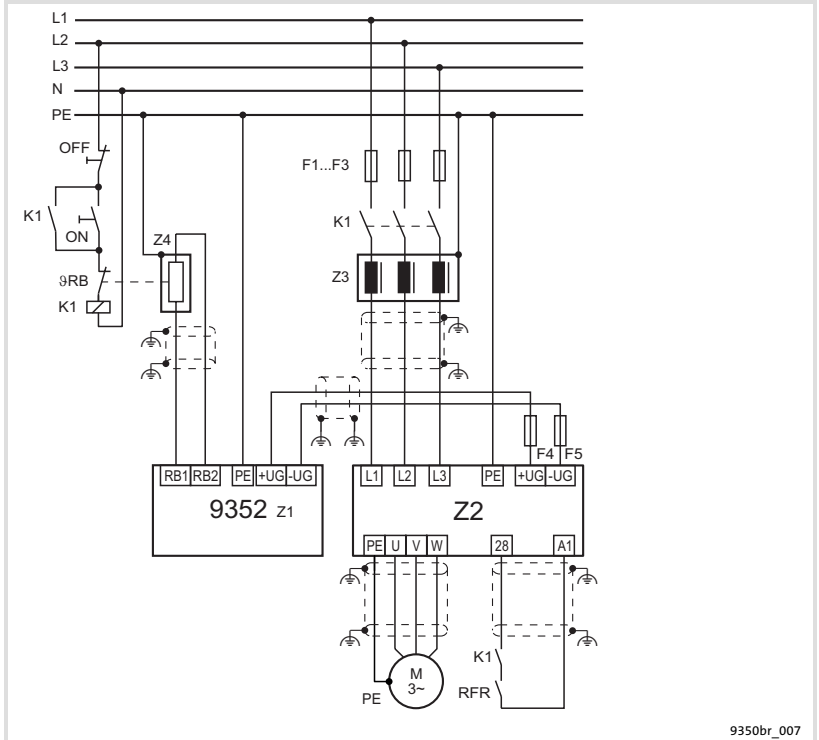 L1
L2
L3
N
PE
OFF
F1...F3
K1
ON
K1
Z4
Z3
ϑRB
K1
F4 F5
RB1 RB2 PE +UG -UG
L1 L2 L3 PE +UG -UG
9352 Z1
Z2
PE U V W 28 A1
K1
M
3~
RFR
PE
9350br_007